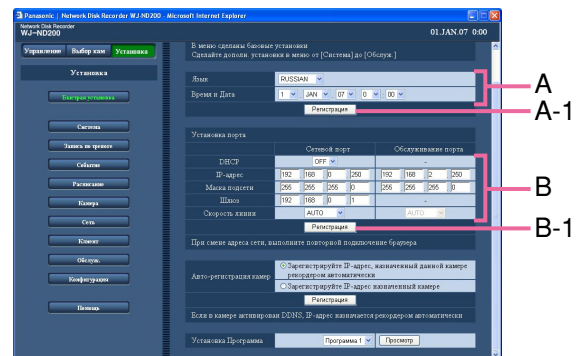 Panasonic | Network Disk Recorder WJ-ND200 - Microsoft Internet Explorer
Network Disk Recorder
WJ-ND200
01.JAN.07 0:00
Управление Выбор кам Установка
В меню сделаны базовые установки
Сделайте дополн. установки в меню от [Система] до [Обслуж.]
Установка
Быстрая установка
Система
Запись по тревоге
События
Расписание
Камера
Сеть
Клиент
Обслуж.
Конфигурация
Помощь
Язык RUSSIAN
Время и Дата 1 JAN 07 0 : 00
Регистрация
Установка порта
Сетевой порт Обслуживание порта
DHCP OFF -
IP-адрес 192 168 0 250 192 168 2 250
Маска подсети 255 255 255 0 255 255 255 0
Шлюз 192 168 0 1 -
Скорость линии AUTO AUTO
Регистрация
При смене адреса сети, выполните повторной подключение браузера
Авто-регистрация камер
Зарегистрируйте IP-адрес, назначенный данной камере
рекордером автоматически
Зарегистрируйте IP-адрес назначенный камере
Регистрация
Если в камере активирован DDNS, IP-адрес назначается рекордером автоматически
Установка Программа Программа 1 Просмотр
A
A-1
B
B-1